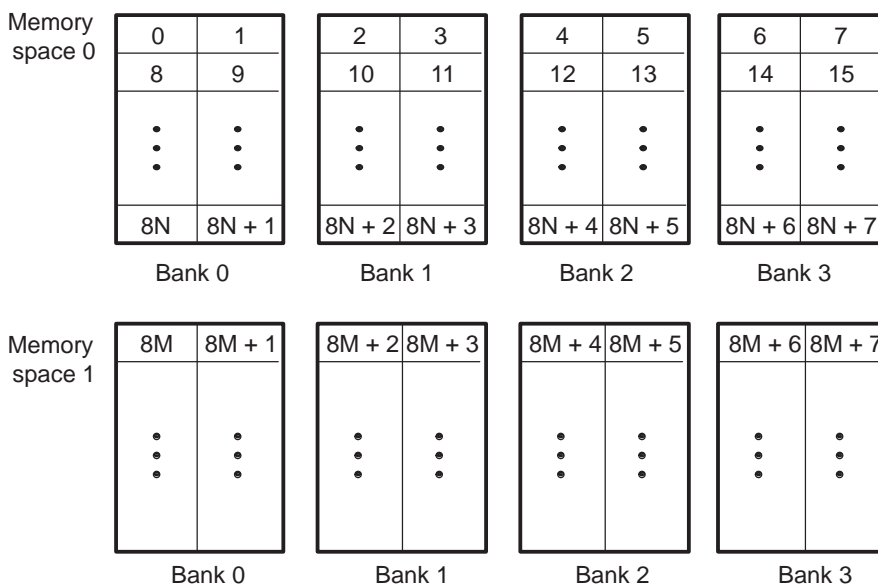 Memory
space 0
0 1 2 3 4 5 6 7
8 9 10 11 12 13 14 15
8N 8N + 1 8N + 2 8N + 3 8N + 4 8N + 5 8N + 6 8N + 7
Bank 0 Bank 1 Bank 2 Bank 3
Memory
space 1
8M 8M + 1 8M + 2 8M + 3 8M + 4 8M + 5 8M + 6 8M + 7
Bank 0 Bank 1 Bank 2 Bank 3